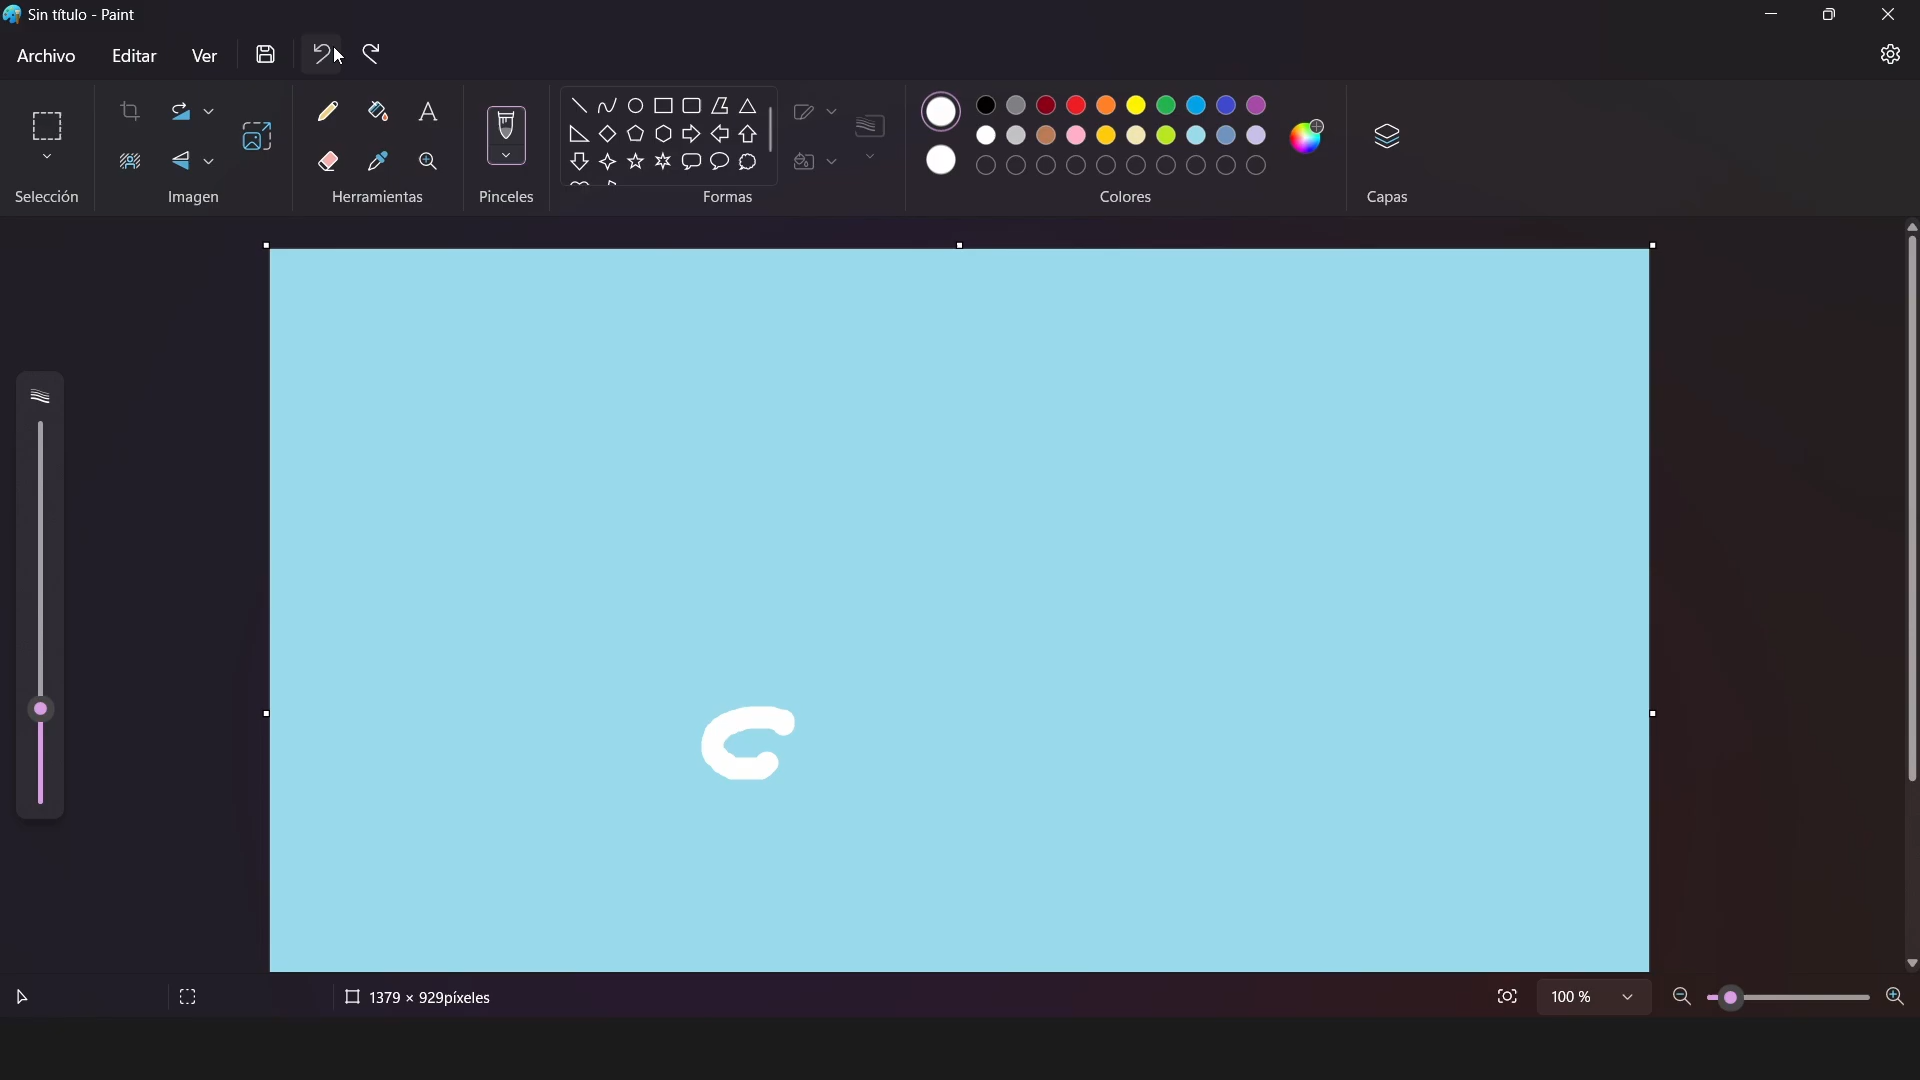 Sin título - Paint
Archivo Editar Ver
Selección Imagen Herramientas Pinceles Formas Colores Capas
1379 × 929píxeles 100 %